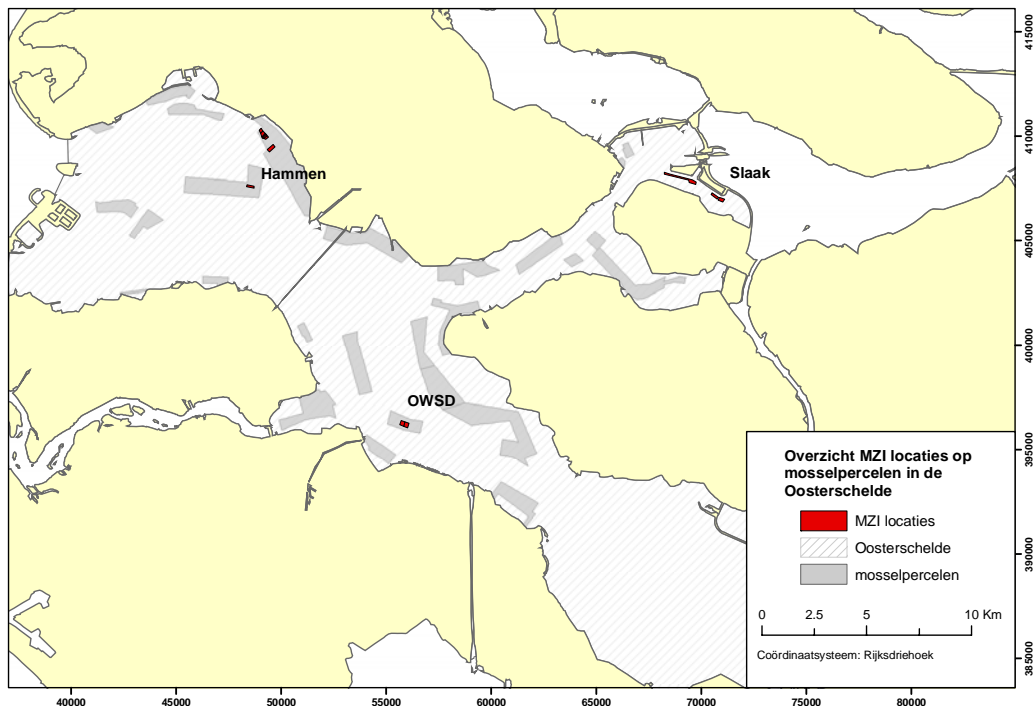 415000
410000
405000
400000
395000
390000
385000
Hammen
Slaak
OWSD
Overzicht MZI locaties op
mosselpercelen in de
Oosterschelde
MZI locaties
Oosterschelde
mosselpercelen
0 2.5 5 10 Km
Coördinaatsysteem: Rijksdriehoek
40000 45000 50000 55000 60000 65000 70000 75000 80000